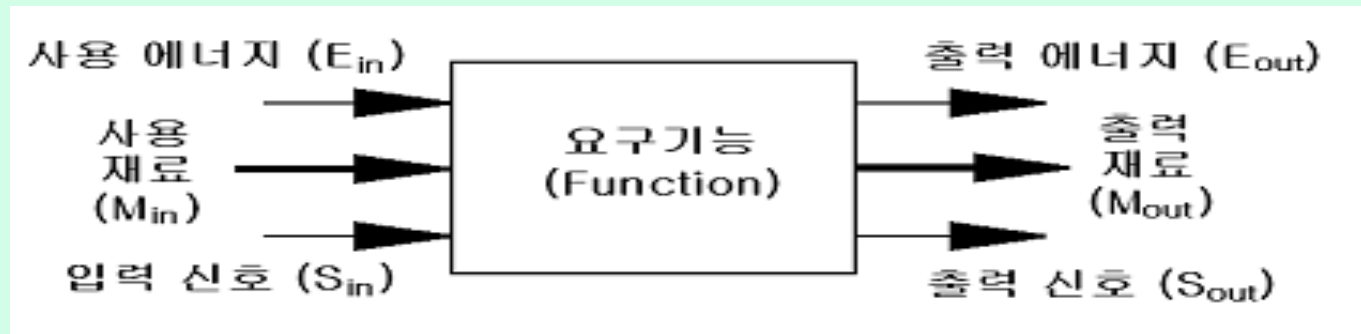 사용 에너지 (Ein)
사용
재료
(Min)
입력 신호 (Sin)
요구기능
(Function)
출력 에너지 (Eout)
출력
재료
(Mout)
출력 신호 (Sout)